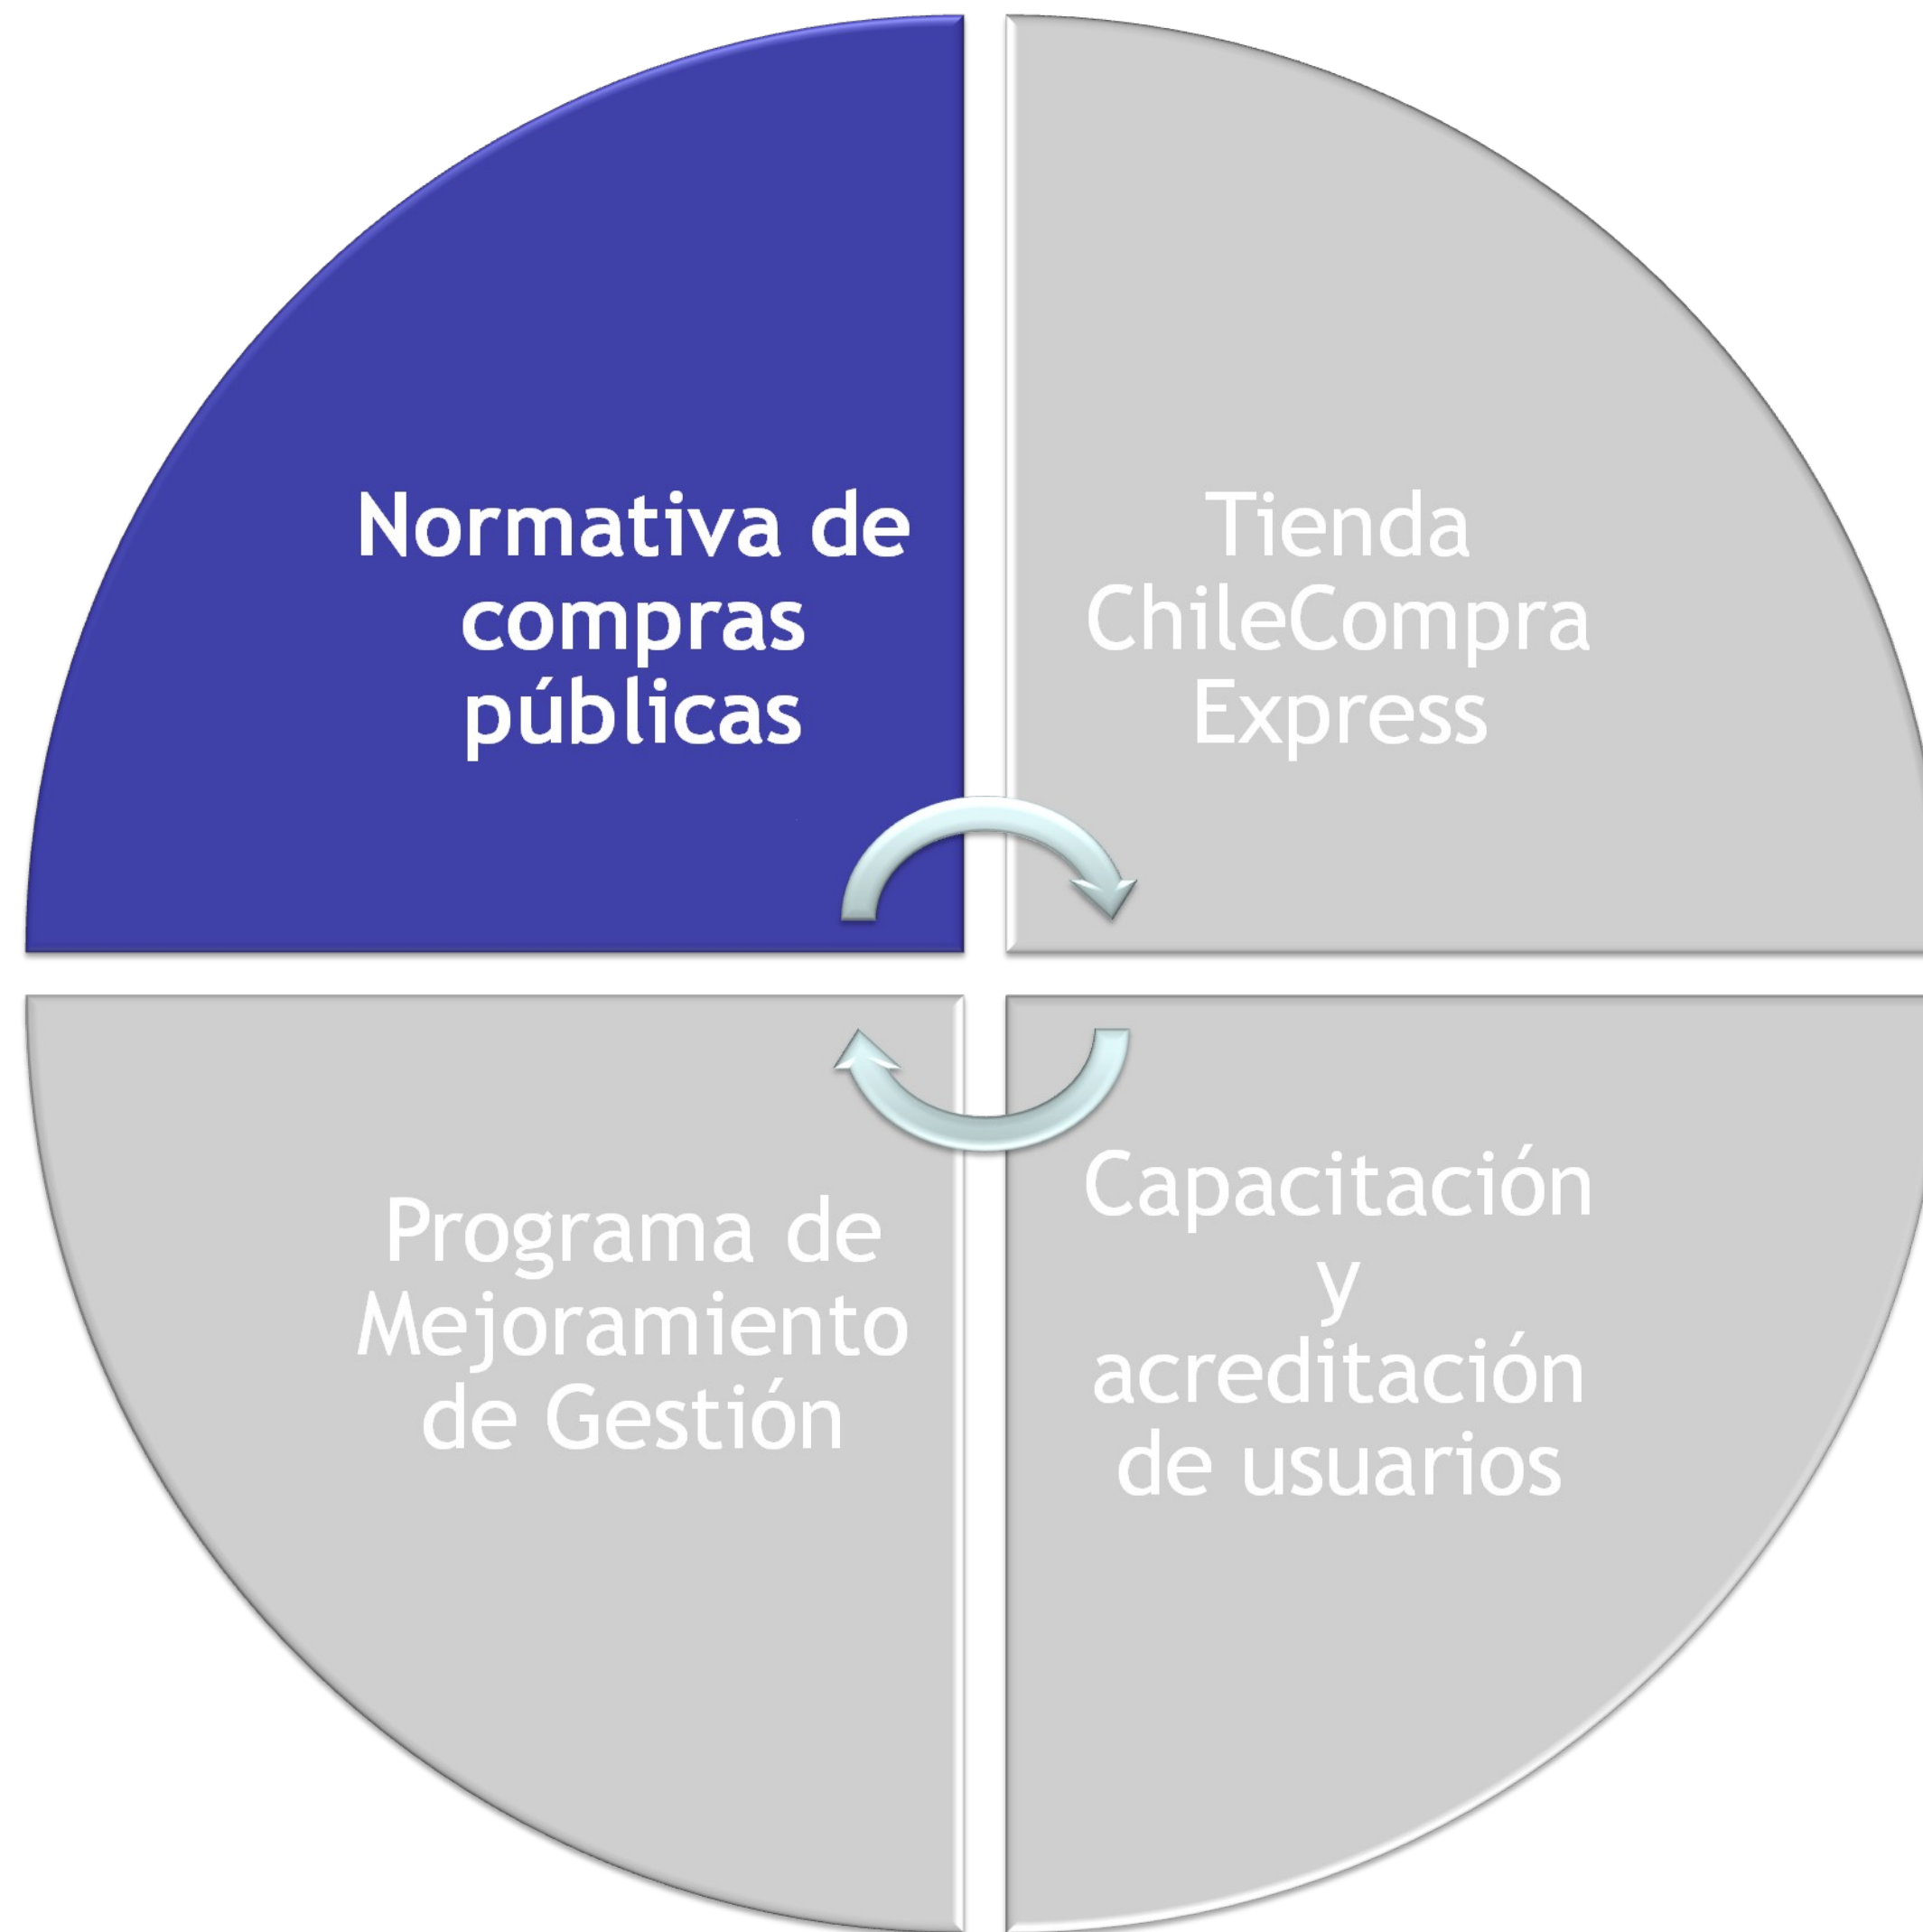 Normativa de
compras
públicas
Tienda
ChileCompra
Express
Programa de
Mejoramiento
de Gestión
Capacitación
y
acreditación
de usuarios